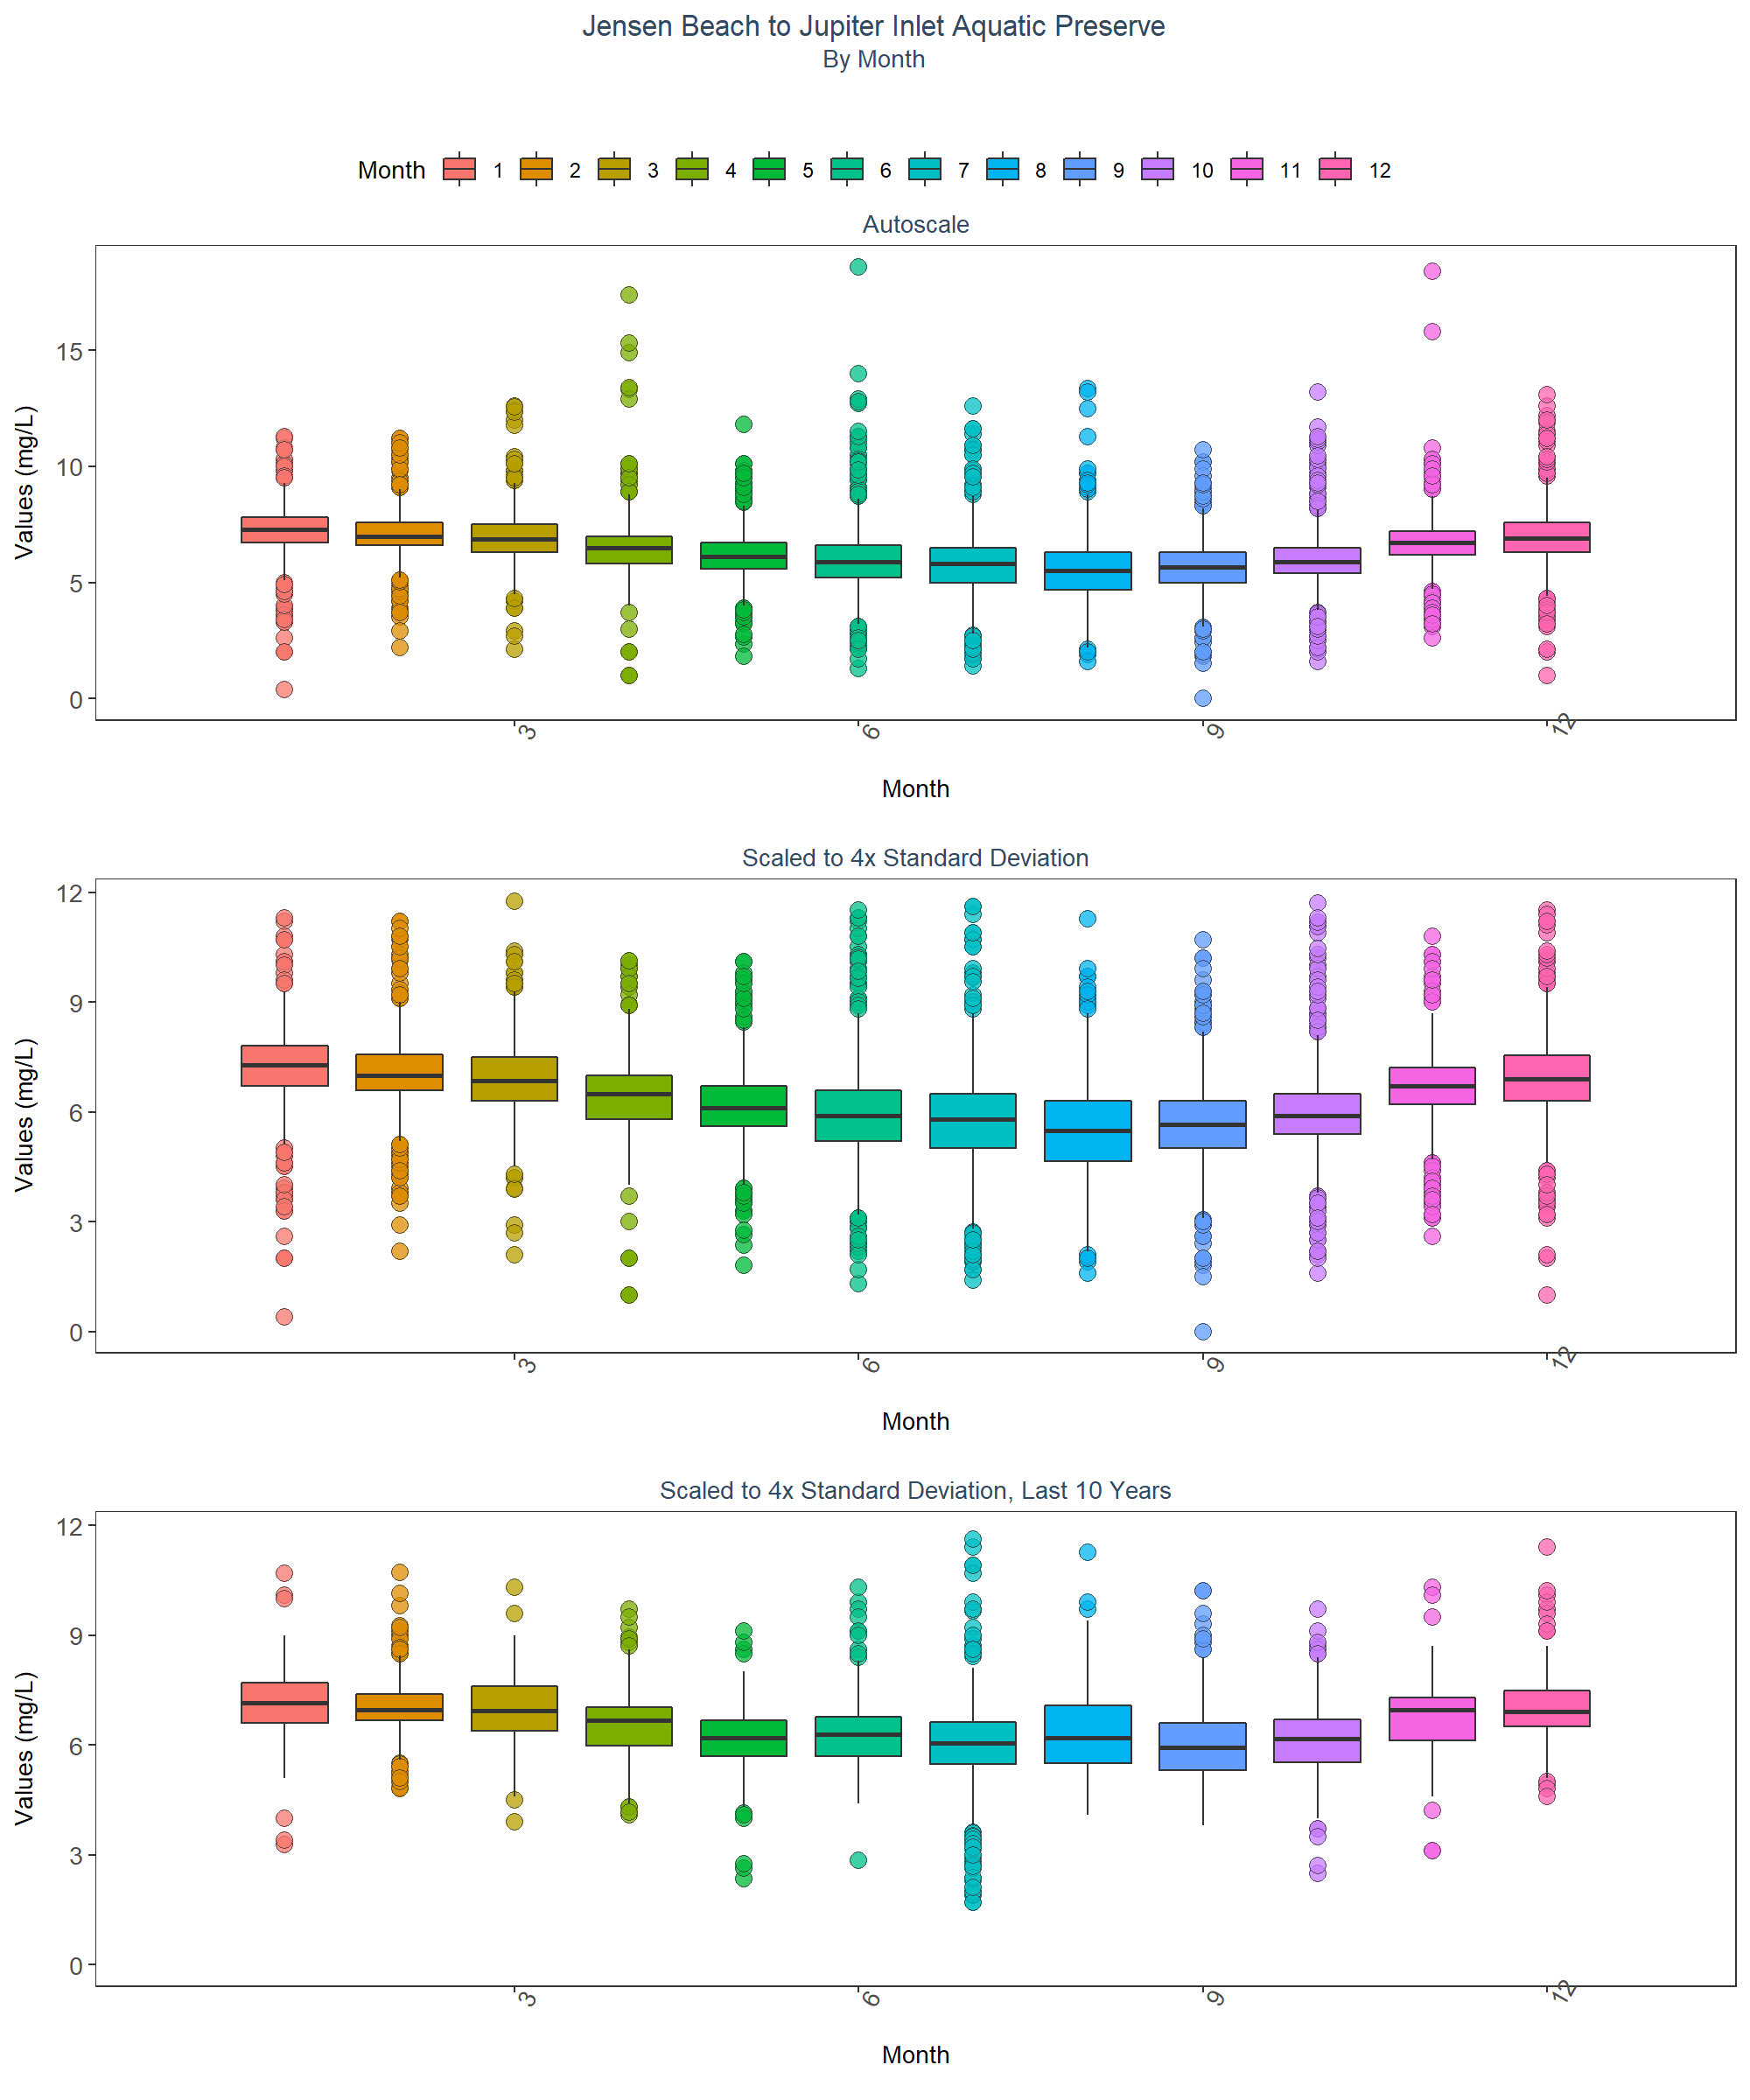 Jensen Beach to Jupiter Inlet Aquatic Preserve
By Month
Month 1 2 3 4 5 6 7 8 9 10 11 12
Autoscale
Values (mg/L)
15
10
5
0
3 6 9 12
Month
Scaled to 4x Standard Deviation
Values (mg/L)
12
9
6
3
0
3 6 9 12
Month
Scaled to 4x Standard Deviation, Last 10 Years
Values (mg/L)
12
9
6
3
0
3 6 9 12
Month